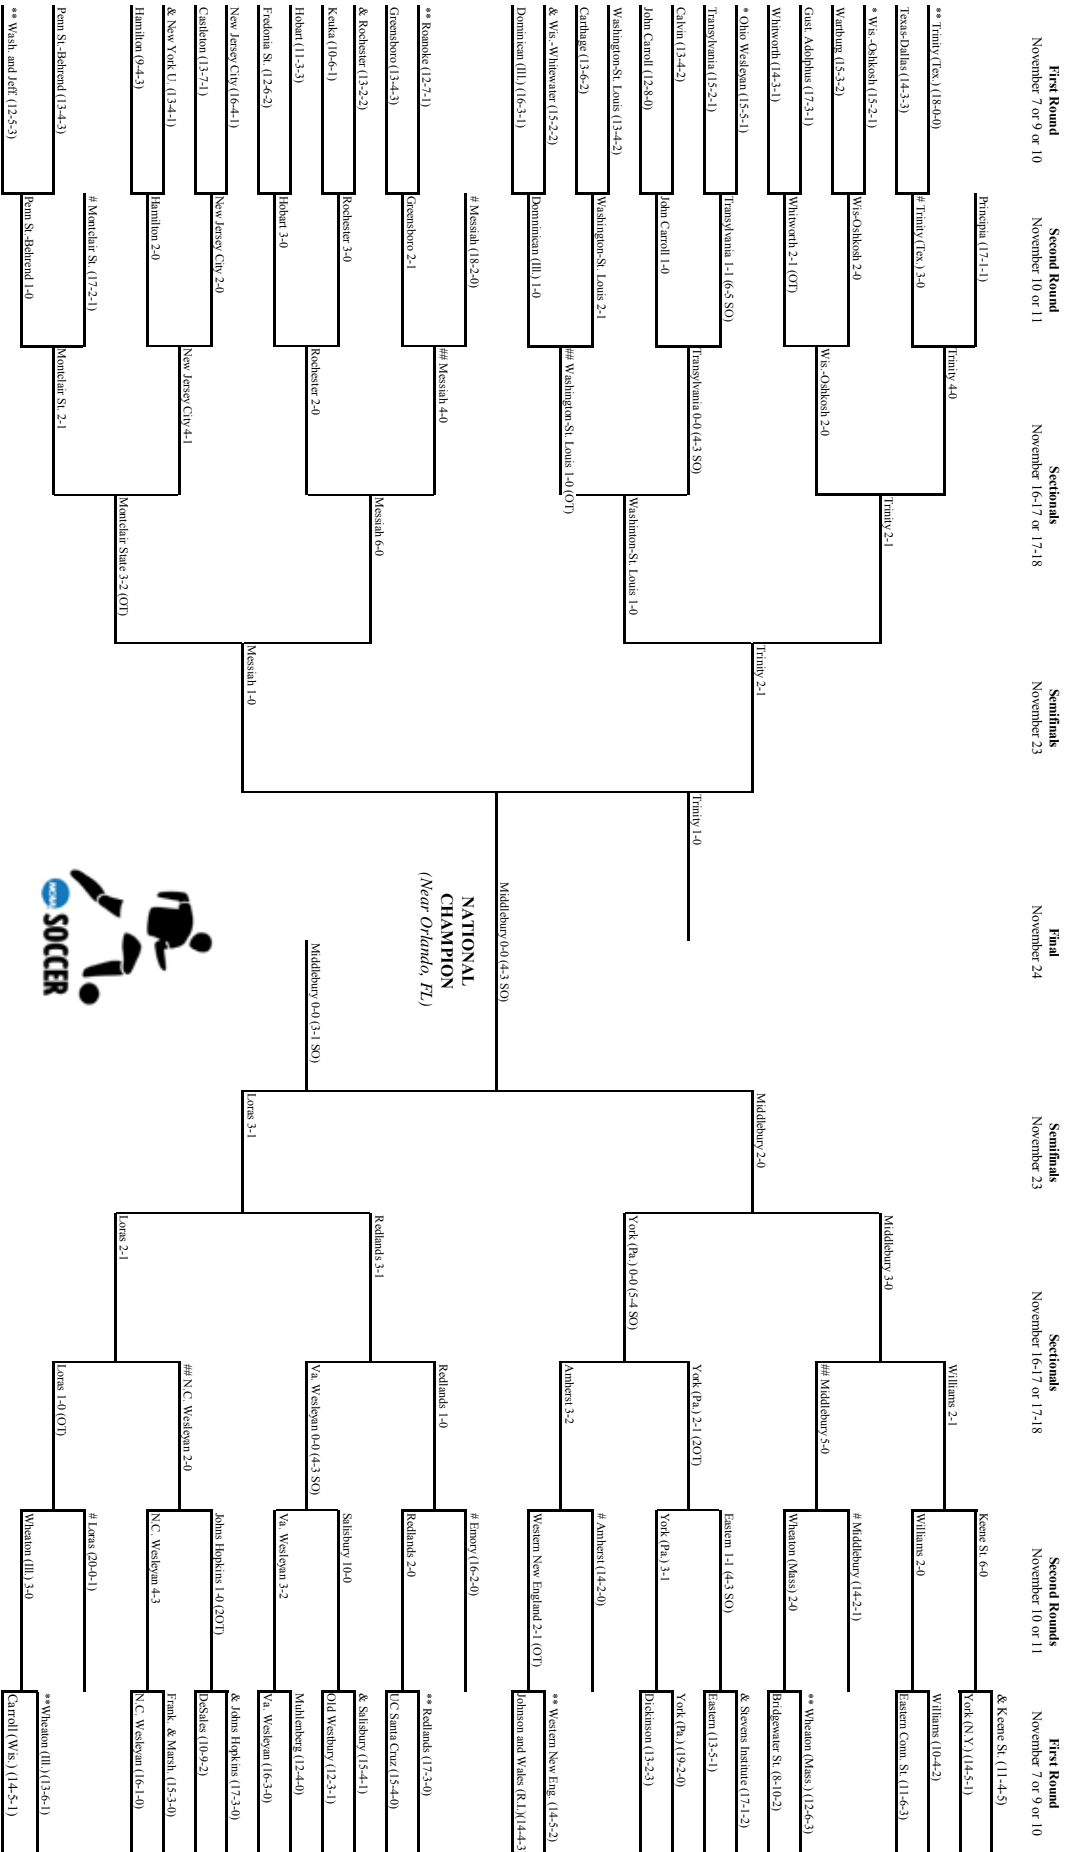 First Round
November 7 or 9 or 10
Second Round
November 10 or 11
Sectionals
November 16-17 or 17-18
Semifinals
November 23
Final
November 24
Semifinals
November 23
Sectionals
November 16-17 or 17-18
Second Rounds
November 10 or 11
First Round
November 7 or 9 or 10
** Trinity (Tex.) (18-0-0)
Texas-Dallas (14-3-3)
* Wis.-Oshkosh (15-2-1)
Wartburg (15-3-2)
Gust. Adolphus (17-3-1)
Whitworth (14-3-1)
* Ohio Wesleyan (15-5-1)
Transylvania (15-2-1)
Calvin (13-4-2)
John Carroll (12-8-0)
Washington-St. Louis (13-4-2)
Carthage (13-6-2)
& Wis.-Whitewater (15-2-2)
Dominican (Ill.) (16-3-1)
** Roanoke (12-7-1)
Greensboro (13-4-3)
& Rochester (13-2-2)
Keuka (10-6-1)
Hobart (11-3-3)
Fredonia St. (12-6-2)
New Jersey City (16-4-1)
Castleton (13-7-1)
& New York U. (13-4-1)
Hamilton (9-4-3)
Penn St.-Behrend (13-4-3)
** Wash. and Jeff. (12-5-3)
Principia (17-1-1)
# Trinity (Tex.) 3-0
Wis-Oshkosh 2-0
Whitworth 2-1 (OT)
Transylvania 1-1 (6-5 SO)
John Carroll 1-0
Washington-St. Louis 2-1
Domninican (Ill.) 1-0
# Messiah (18-2-0)
Greensboro 2-1
Rochester 3-0
Hobart 3-0
New Jersey City 2-0
Hamilton 2-0
# Montclair St. (17-2-1)
Penn St.-Behrend 1-0
Trinity 4-0
Wis.-Oshkosh 2-0
Transylvania 0-0 (4-3 SO)
## Washington-St. Louis 1-0 (OT)
## Messiah 4-0
Rochester 2-0
New Jersey City 4-1
Montclair St. 2-1
Trinity 2-1
Washinton-St. Louis 1-0
Messiah 6-0
Montclair State 3-2 (OT)
Trinity 2-1
Messiah 1-0
Trinity 1-0
Middlebury 0-0 (4-3 SO)
NATIONAL
CHAMPION
(Near Orlando, FL)
Middlebury 0-0 (3-1 SO)
NCAA SOCCER
Middlebury 2-0
Loras 3-1
Middlebury 3-0
York (Pa.) 0-0 (5-4 SO)
Redlands 3-1
Loras 2-1
Williams 2-1
## Middlebury 5-0
York (Pa.) 2-1 (2OT)
Amherst 3-2
Redlands 1-0
Va. Wesleyan 0-0 (4-3 SO)
## N.C. Wesleyan 2-0
Loras 1-0 (OT)
Keene St. 6-0
Williams 2-0
# Middlebury (14-2-1)
Wheaton (Mass) 2-0
Eastern 1-1 (4-3 SO)
York (Pa.) 3-1
# Amherst (14-2-0)
Western New England 2-1 (OT)
# Emory (16-2-0)
Redlands 2-0
Salisbury 10-0
Va. Wesleyan 3-2
Johns Hopkins 1-0 (2OT)
N.C. Wesleyan 4-3
# Loras (20-0-1)
Wheaton (Ill.) 3-0
& Keene St. (11-4-5)
York (N.Y.) (14-5-1)
Williams (10-4-2)
Eastern Conn. St. (11-6-3)
** Wheaton (Mass.) (12-6-3)
Bridgewater St. (8-10-2)
& Stevens Institute (17-1-2)
Eastern (13-5-1)
York (Pa.) (19-2-0)
Dickinson (13-2-3)
** Western New Eng. (14-5-2)
Johnson and Wales (R.I.)(14-4-3
** Redlands (17-3-0)
UC Santa Cruz (15-4-0)
& Salisbury (15-4-1)
Old Westbury (12-3-1)
Muhlenberg (12-4-0)
Va. Wesleyan (16-3-0)
& Johns Hopkins (17-3-0)
DeSales (10-9-2)
Frank. & Marsh. (15-3-0)
N.C. Wesleyan (16-1-0)
**Wheaton (Ill.) (13-6-1)
Carroll (Wis.) (14-5-1)